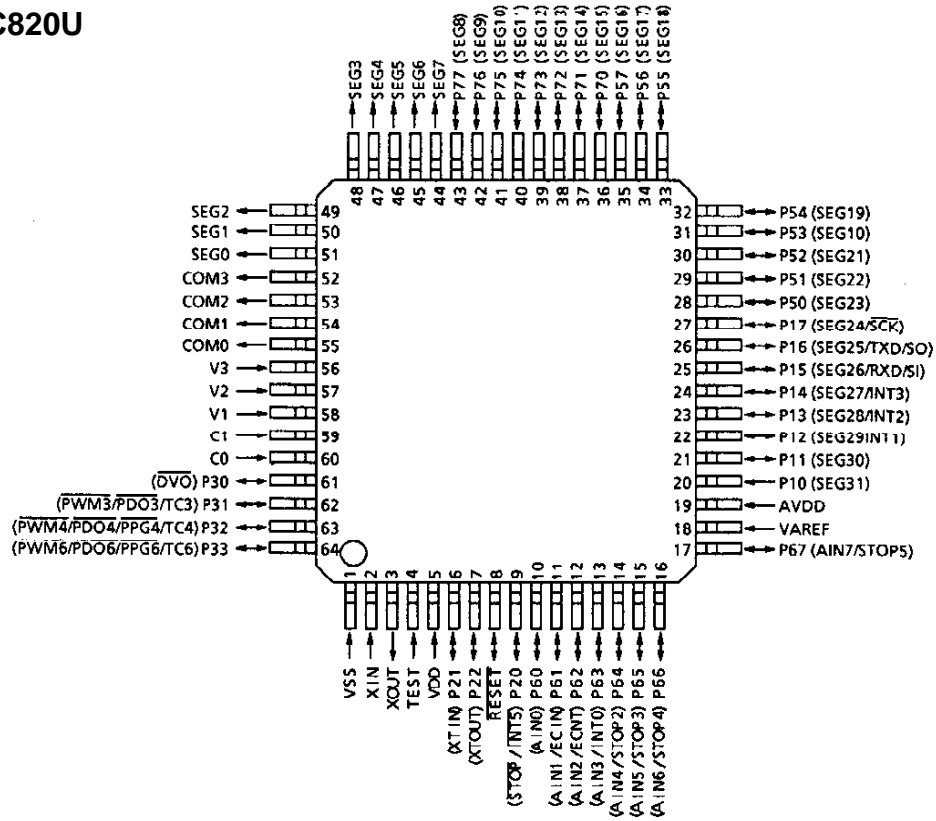 C820U
SEG3
SEG4
SEG5
SEG6
SEG7
P77 (SEG8)
P76 (SEG9)
P75 (SEG10)
P74 (SEG11)
P73 (SEG12)
P72 (SEG13)
P71 (SEG14)
P70 (SEG15)
P57 (SEG16)
P56 (SEG17)
P55 (SEG18)
48 47 46 45 44 43 42 41 40 39 38 37 36 35 34 33
SEG2 49
SEG1 50
SEG0 51
COM3 52
COM2 53
COM1 54
COM0 55
V3 56
V2 57
V1 58
C1 59
C0 60
(DVO) P30 61
(PWM3/PDO3/TC3) P31 62
(PWM4/PDO4/PPG4/TC4) P32 63
(PWM6/PDO6/PPG6/TC6) P33 64
32 P54 (SEG19)
31 P53 (SEG10)
30 P52 (SEG21)
29 P51 (SEG22)
28 P50 (SEG23)
27 P17 (SEG24/SCK)
26 P16 (SEG25/TXD/SO)
25 P15 (SEG26/RXD/SI)
24 P14 (SEG27/INT3)
23 P13 (SEG28/INT2)
22 P12 (SEG29INT1)
21 P11 (SEG30)
20 P10 (SEG31)
19 AVDD
18 VAREF
17 P67 (AIN7/STOP5)
1 2 3 4 5 6 7 8 9 10 11 12 13 14 15 16
VSS
XIN
XOUT
TEST
VDD
(XTIN) P21
(XTOUT) P22
RESET
(STOP/INT5) P20
(AIN0) P60
(AIN1/ECIN) P61
(AIN2/ECNT) P62
(AIN3/INT0) P63
(AIN4/STOP2) P64
(AIN5/STOP3) P65
(AIN6/STOP4) P66